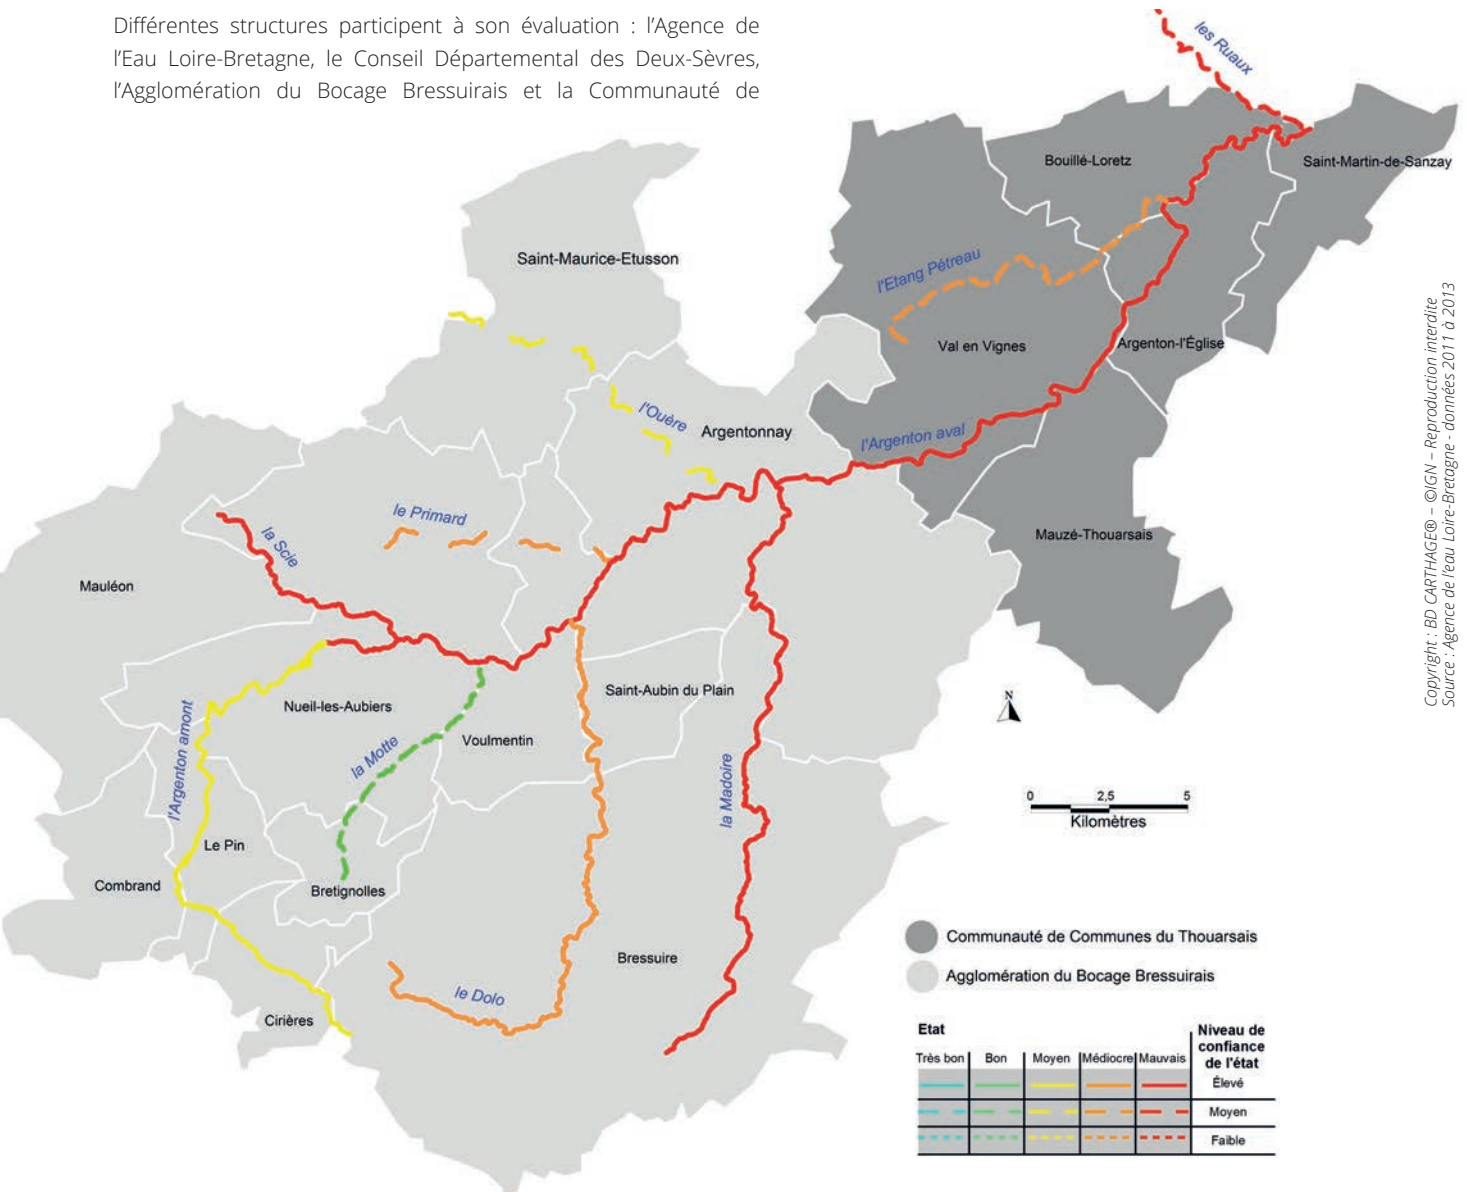 Différentes structures participent à son évaluation : l’Agence de
l’Eau Loire-Bretagne, le Conseil Départemental des Deux-Sèvres,
l’Agglomération du Bocage Bressuirais et la Communauté de
les Ruaux
Bouillé-Loretz
Saint-Martin-de-Sanzay
Saint-Maurice-Etusson
l'Etang Pétreau
Val en Vignes
Argenton-l'Église
l'Ouère
Argentonnay
l'Argenton aval
le Primard
la Scie
Mauzé-Thouarsais
Mauléon
Saint-Aubin du Plain
Nueil-les-Aubiers
l'Argenton amont
la Motte
Voulmentin
la Madoire
Le Pin
Combrand
Bretignolles
Bressuire
le Dolo
Cirières
N
0 2,5 5
Kilomètres
Communauté de Communes du Thouarsais
Agglomération du Bocage Bressuirais
Etat
Niveau de
confiance
de l'état
Très bon Bon Moyen Médiocre Mauvais
Élevé
Moyen
Faible
Copyright : BD CARTHAGE® – ©IGN – Reproduction interdite
Source : Agence de l'eau Loire-Bretagne - données 2011 à 2013